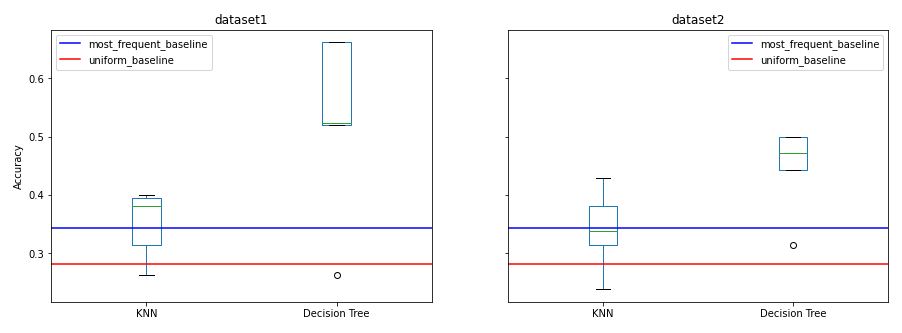 dataset1
most_frequent_baseline
uniform_baseline
Accuracy
0.6
0.5
0.4
0.3
KNN
Decision Tree
dataset2
most_frequent_baseline
uniform_baseline
KNN
Decision Tree